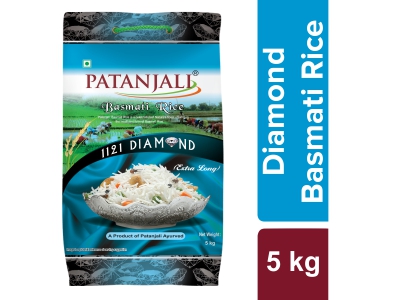 PATANJALI®
Basmati Rice
1121 DIAMOND
(Extra Long)
A Product of Patanjali Ayurved
Net Weight
5 kg
Diamond
Basmati Rice
5 kg